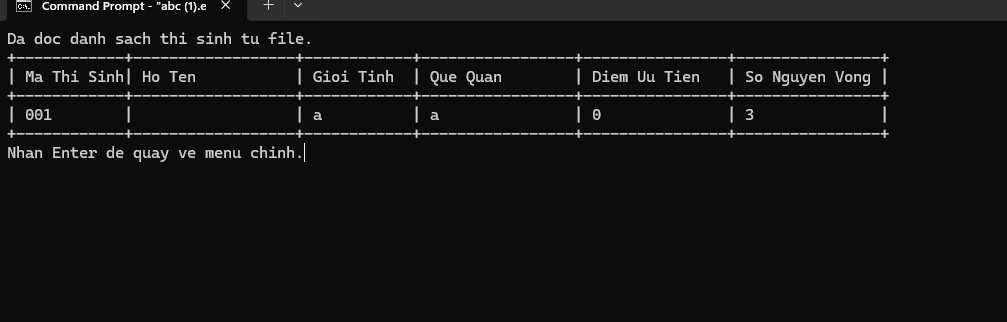 Command Prompt - "abc (1).e
Da doc danh sach thi sinh tu file.
+------------+------------------+------------+-----------------+----------------+----------------+
| Ma Thi Sinh| Ho Ten | Gioi Tinh | Que Quan | Diem Uu Tien | So Nguyen Vong |
+------------+------------------+------------+-----------------+----------------+----------------+
| 001 | | a | a | 0 | 3 |
+------------+------------------+------------+-----------------+----------------+----------------+
Nhan Enter de quay ve menu chinh.